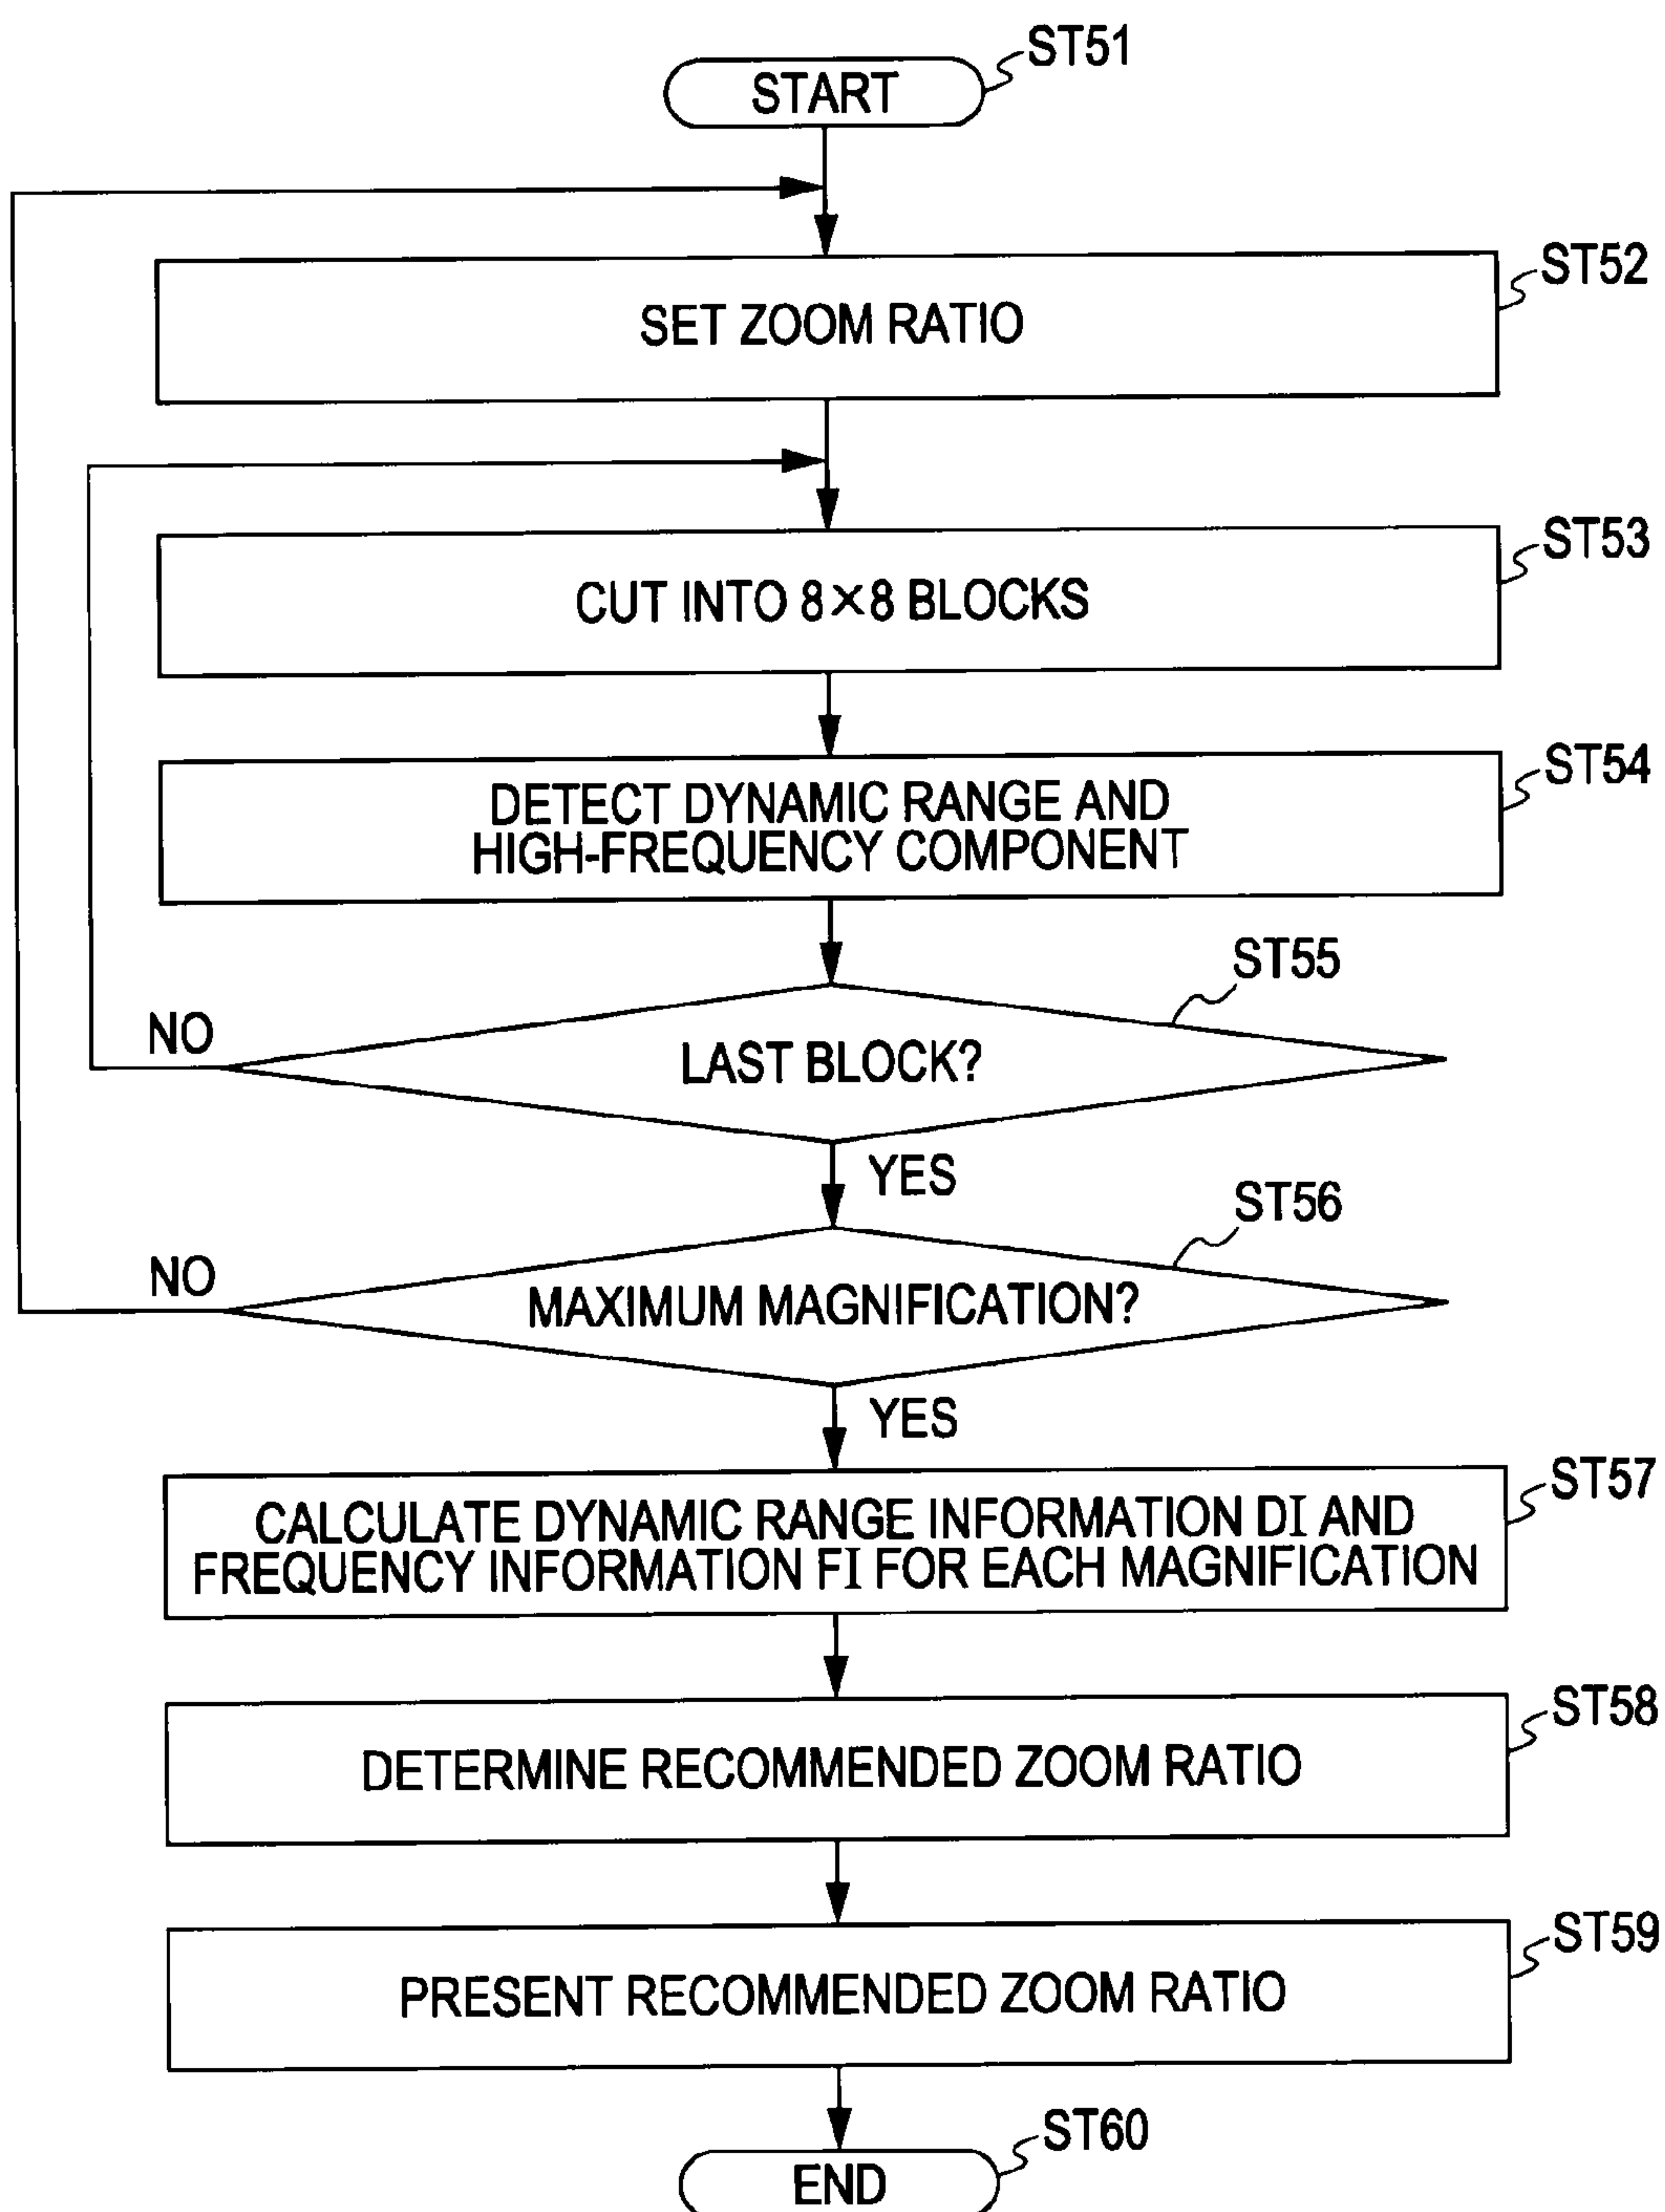 START
ST51
SET ZOOM RATIO
ST52
CUT INTO 8×8 BLOCKS
ST53
DETECT DYNAMIC RANGE AND
HIGH-FREQUENCY COMPONENT
ST54
LAST BLOCK?
ST55
NO
YES
MAXIMUM MAGNIFICATION?
ST56
NO
YES
CALCULATE DYNAMIC RANGE INFORMATION DI AND
FREQUENCY INFORMATION FI FOR EACH MAGNIFICATION
ST57
DETERMINE RECOMMENDED ZOOM RATIO
ST58
PRESENT RECOMMENDED ZOOM RATIO
ST59
END
ST60